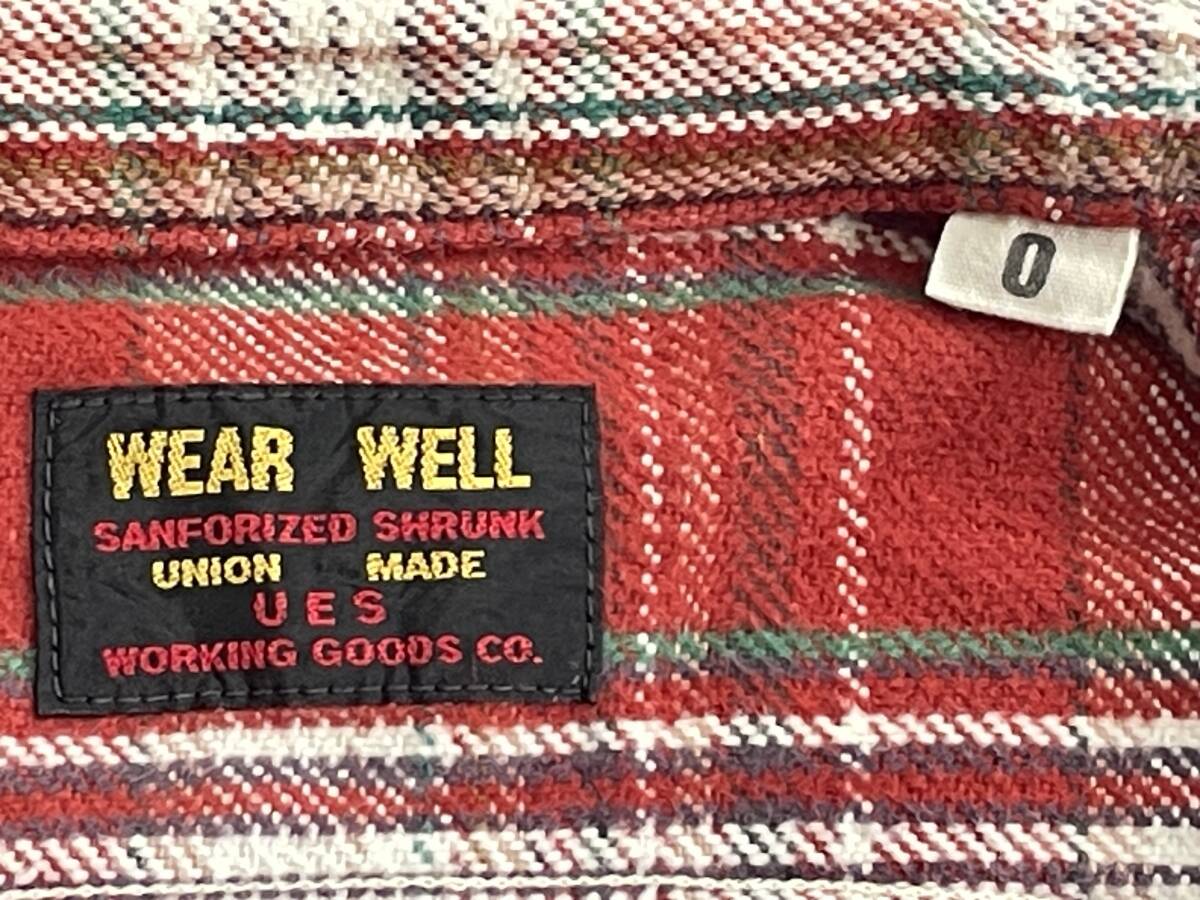 0
WEAR WELL
SANFORIZED SHRUNK
UNION MADE
UES
WORKING GOODS CO.